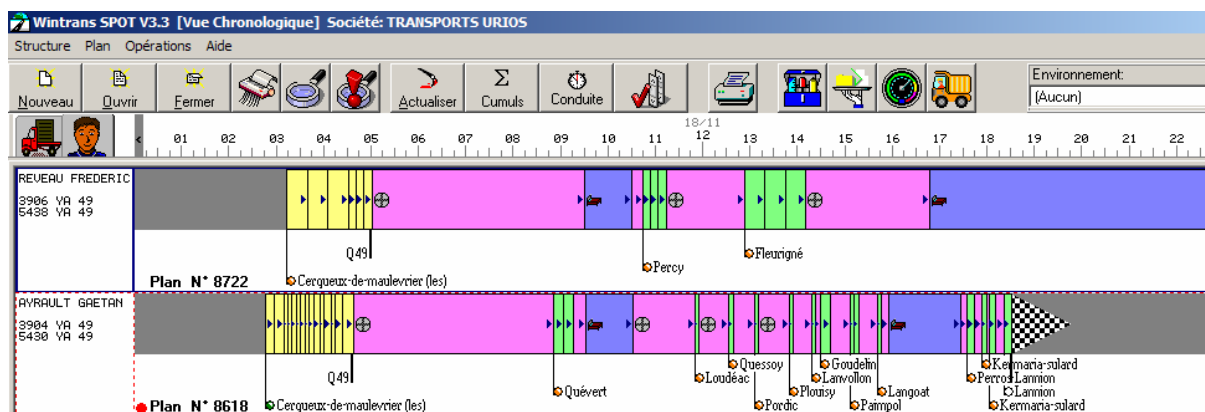 Wintrans SPOT V3.3 [Vue Chronologique] Société: TRANSPORTS URIOS
Structure Plan Opérations Aide
Nouveau Ouvrir Fermer Actualiser Cumuls Conduite
Environnement:
(Aucun)
18/11
01 02 03 04 05 06 07 08 09 10 11 12 13 14 15 16 17 18 19 20 21 22
REVEAU FREDERIC
3906 YA 49
5438 YA 49
Q49
Fleurigné
Percy
Plan N° 8722 Cerqueux-de-maulevrier (les)
AYRAULT GAETAN
3904 YA 49
5430 YA 49
Quessoy Goudelin Kermaria-sulard
Q49 Loudéac Lanvollon Perros Lannion
Quévert Plouisy Langoat Lannion
Plan N° 8618 Cerqueux-de-maulevrier (les) Pordic Paimpol Kermaria-sulard